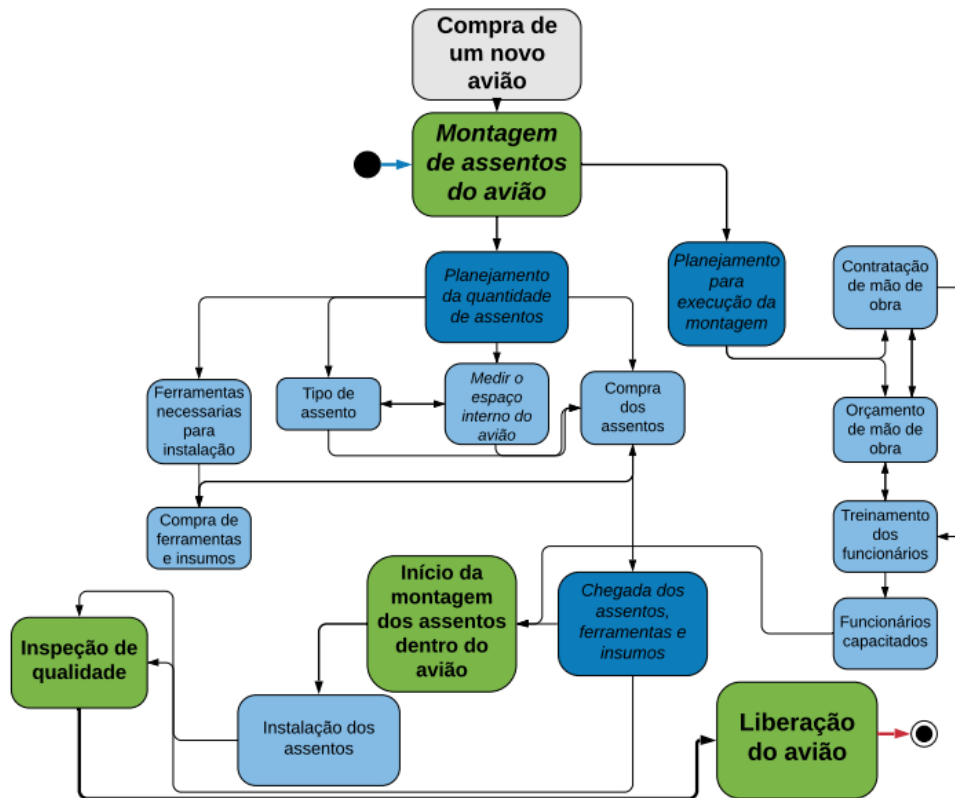 Compra de
um novo
avião
Montagem
de assentos
do avião
Planejamento
da quantidade
de assentos
Planejamento
para
execução da
montagem
Contratação
de mão de
obra
Ferramentas
necessarias
para
instalação
Tipo de
assento
Medir o
espaço
interno do
avião
Compra
dos
assentos
Orçamento
de mão de
obra
Compra de
ferramentas
e insumos
Treinamento
dos
funcionários
Início da
montagem
dos assentos
dentro do
avião
Chegada dos
assentos,
ferramentas e
insumos
Funcionários
capacitados
Inspeção de
qualidade
Instalação dos
assentos
Liberação
do avião